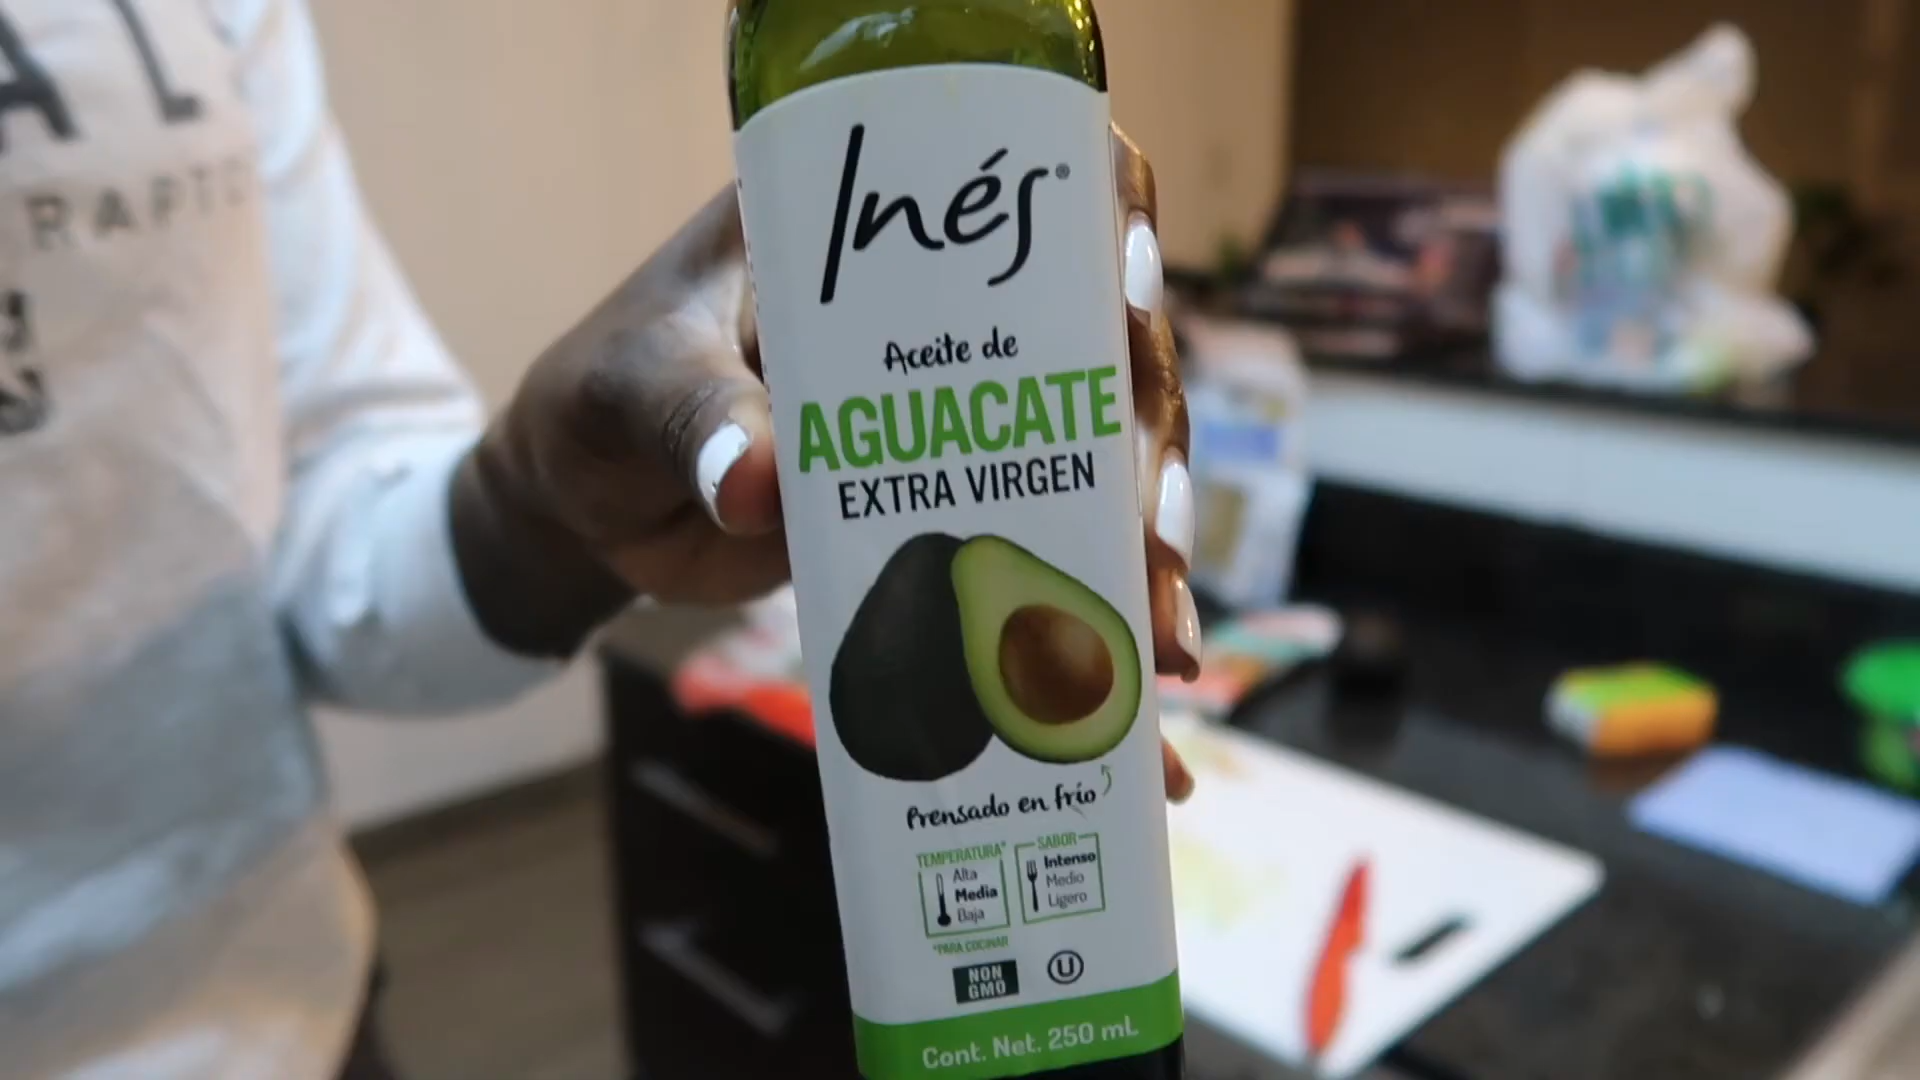 RAPTO
Inés®
Aceite de
AGUACATE
EXTRA VIRGEN
Prensado en frío
TEMPERATURA*
Alta
Media
Baja
SABOR
Intenso
Medio
Ligero
*PARA COCINAR
NON
GMO
U
Cont. Net. 250 mL